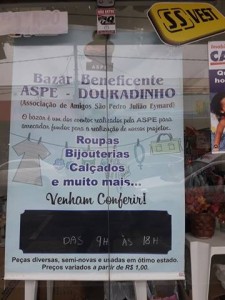 SS VEST
Bazar Beneficente
ASPE - DOURADINHO
(Associação de Amigos São Pedro Julião Eymard)
O bazar é um dos eventos realizados pela ASPE para
arrecadar fundos para a realização de nossos projetos.
Roupas
Bijouterias
Calçados
e muito mais...
Venham Conferir!
DAS 9H ÀS 18H
Peças diversas, semi-novas e usadas em ótimo estado.
Preços variados a partir de R$ 1,00.